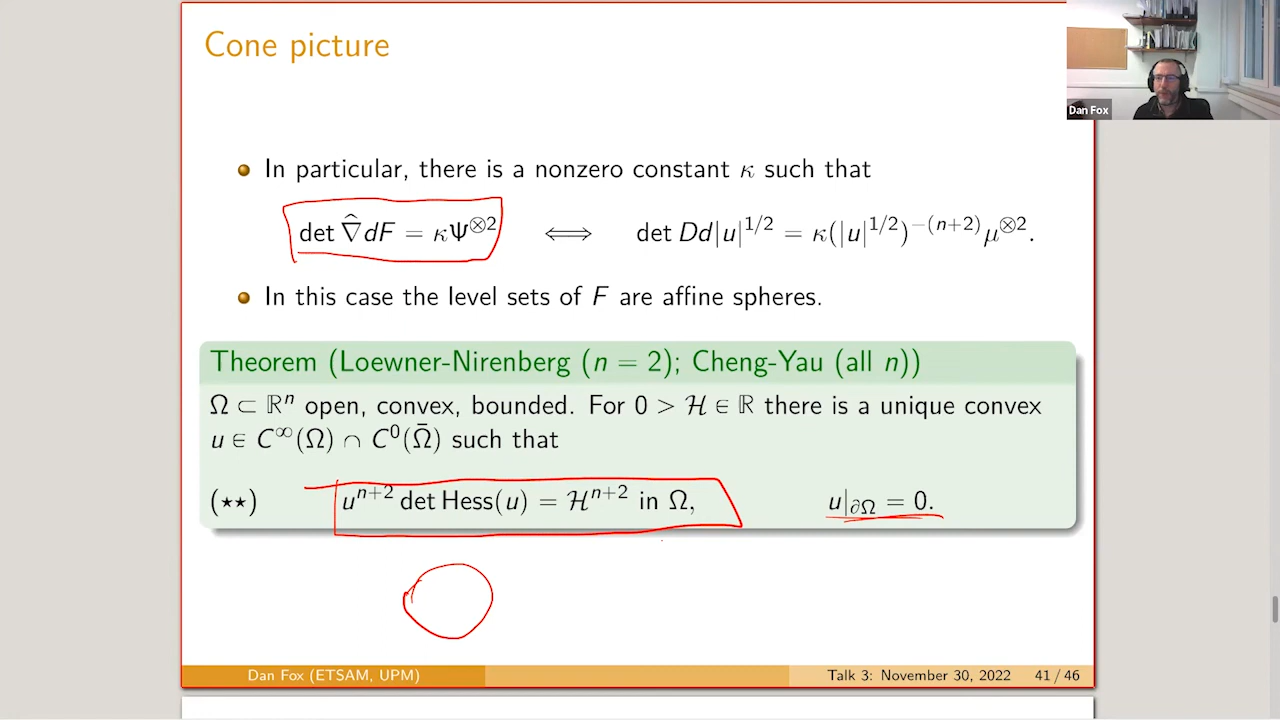 Cone picture
Dan Fox
In particular, there is a nonzero constant κ such that
det ∇̂dF = κΨ^⊗2 ⟺ det Dd|u|^1/2 = κ(|u|^1/2)^−(n+2) μ^⊗2.
In this case the level sets of F are affine spheres.
Theorem (Loewner-Nirenberg (n = 2); Cheng-Yau (all n))
Ω ⊂ ℝⁿ open, convex, bounded. For 0 > ℋ ∈ ℝ there is a unique convex
u ∈ C^∞(Ω) ∩ C^0(Ω̄) such that
(⋆⋆) u^n+2 det Hess(u) = ℋ^n+2 in Ω, u|∂Ω = 0.
Dan Fox (ETSAM, UPM) Talk 3: November 30, 2022 41 / 46